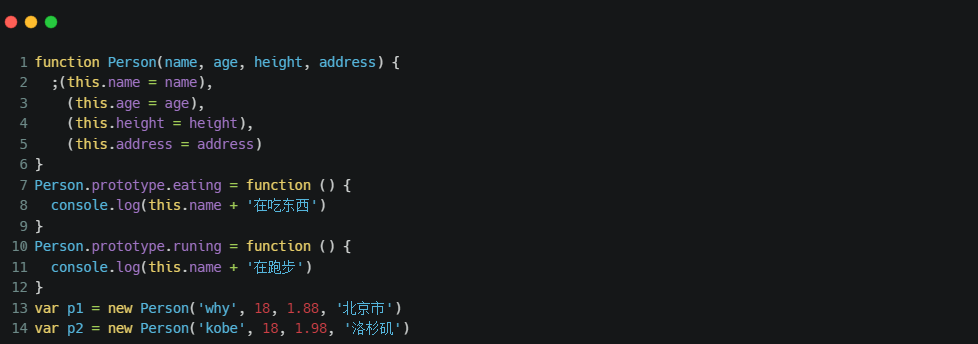 1 function Person(name, age, height, address) {
2   ;(this.name = name),
3     (this.age = age),
4     (this.height = height),
5     (this.address = address)
6 }
7 Person.prototype.eating = function () {
8   console.log(this.name + '在吃东西')
9 }
10 Person.prototype.runing = function () {
11   console.log(this.name + '在跑步')
12 }
13 var p1 = new Person('why', 18, 1.88, '北京市')
14 var p2 = new Person('kobe', 18, 1.98, '洛杉矶')